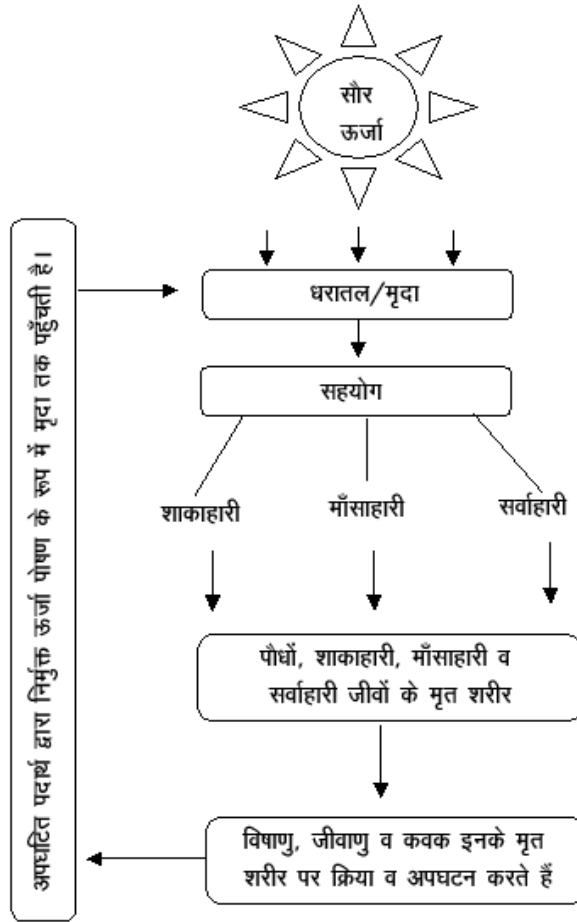 सौर
ऊर्जा
धरातल/मृदा
सहयोग
शाकाहारी
माँसाहारी
सर्वाहारी
पौधों, शाकाहारी, माँसाहारी व
सर्वाहारी जीवों के मृत शरीर
विषाणु, जीवाणु व कवक इनके मृत
शरीर पर क्रिया व अपघटन करते हैं
अपघटित पदार्थ द्वारा निर्मुक्त ऊर्जा पोषण के रूप में मृदा तक पहुँचती है।